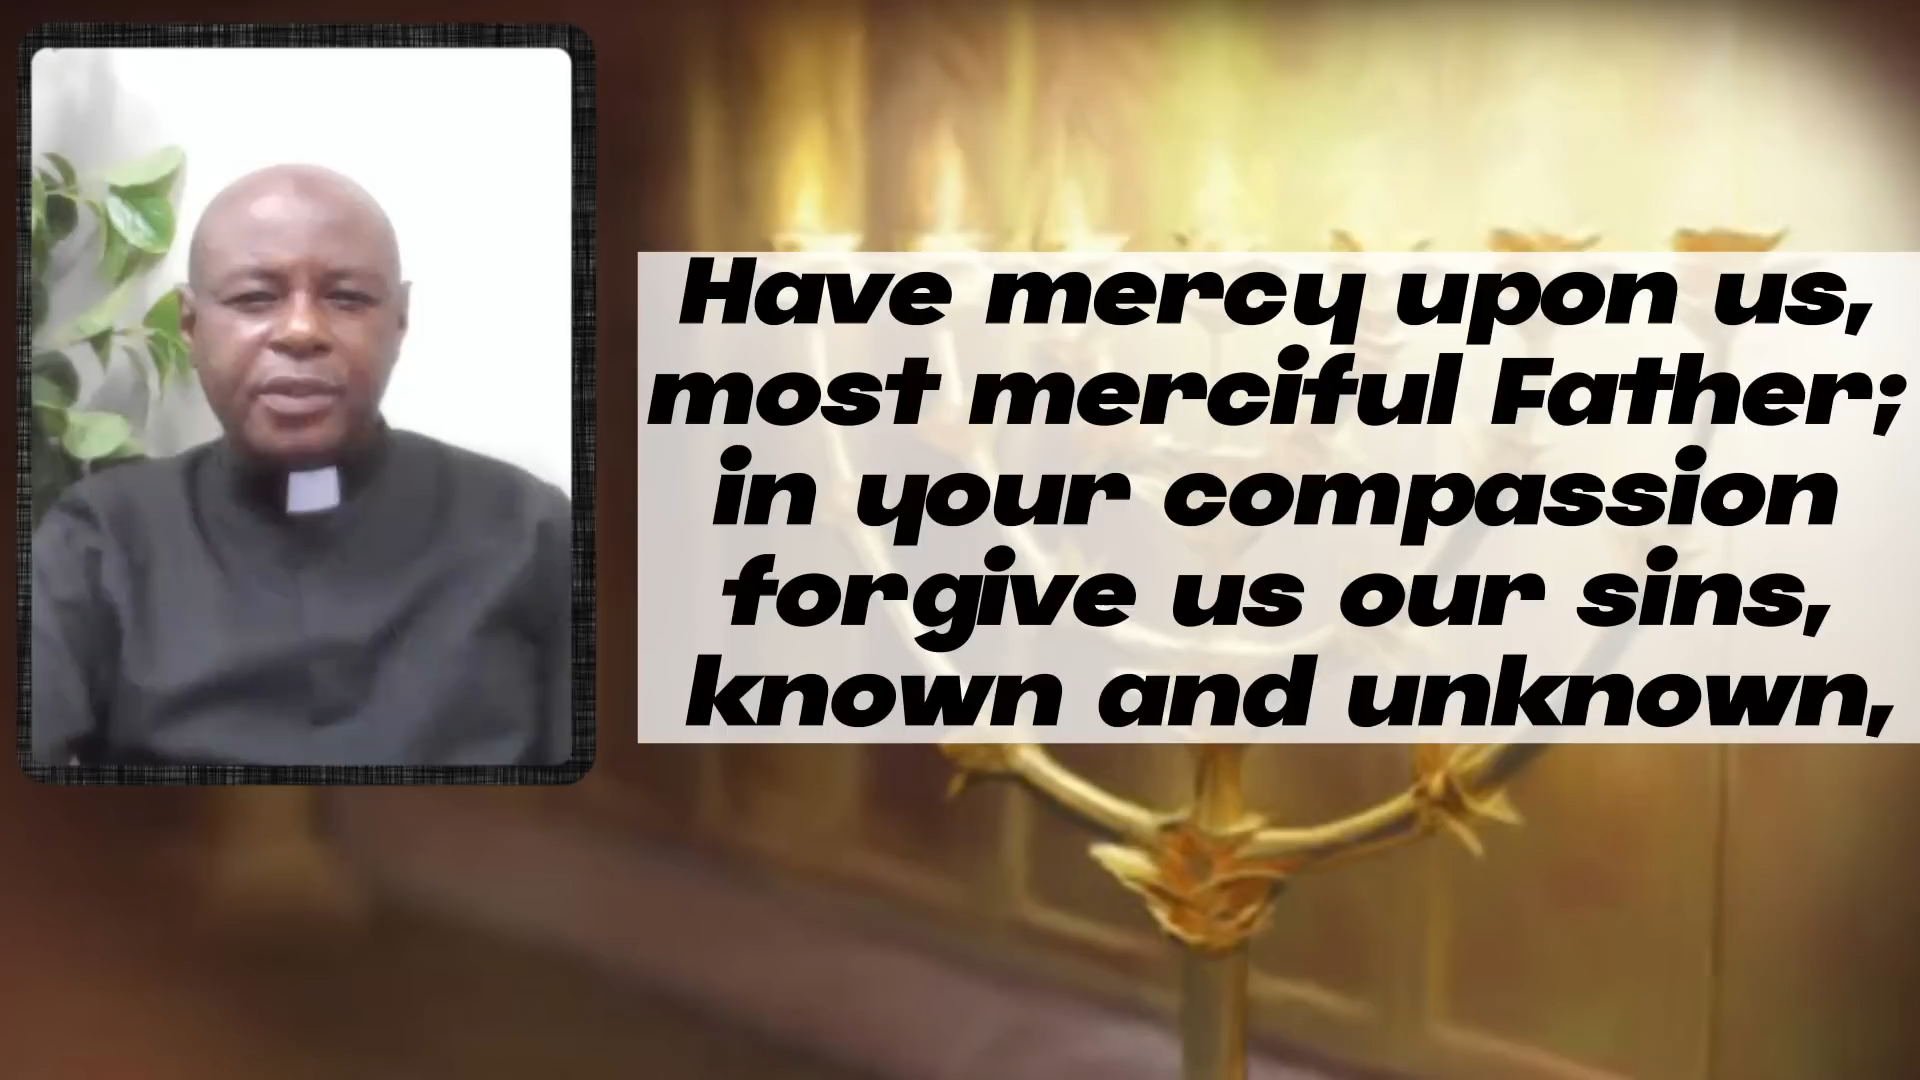 Have mercy upon us,
most merciful Father;
in your compassion
forgive us our sins,
known and unknown,